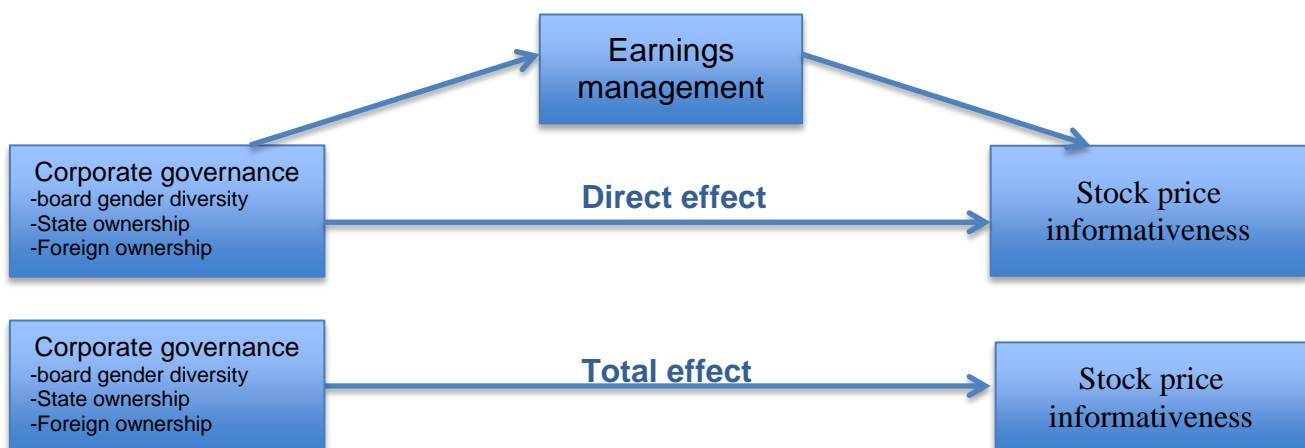 Earnings
management
Corporate governance
-board gender diversity
-State ownership
-Foreign ownership
Direct effect
Stock price
informativeness
Corporate governance
-board gender diversity
-State ownership
-Foreign ownership
Total effect
Stock price
informativeness